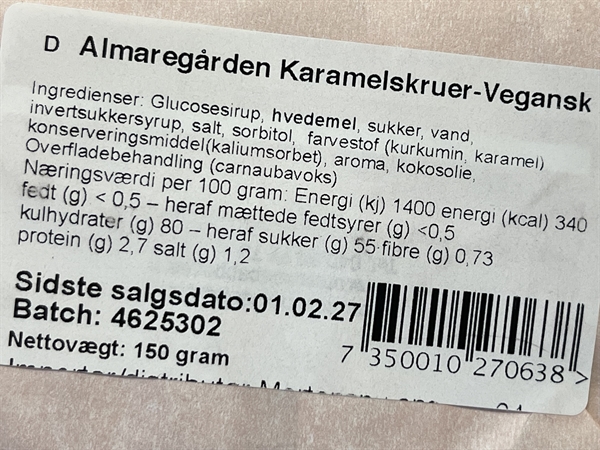 D Almaregården Karamelskruer-Vegansk
Ingredienser: Glucosesirup, hvedemel, sukker, vand,
invertsukkersyrup, salt, sorbitol, farvestof (kurkumin, karamel)
konserveringsmiddel(kaliumsorbet), aroma, kokosolie,
Overfladebehandling (carnaubavoks)
Næringsværdi per 100 gram: Energi (kj) 1400 energi (kcal) 340
fedt (g) < 0,5 – heraf mættede fedtsyrer (g) <0,5
kulhydrater (g) 80 – heraf sukker (g) 55 fibre (g) 0,73
protein (g) 2,7 salt (g) 1,2
Sidste salgsdato:01.02.27
Batch: 4625302
Nettovægt: 150 gram
7 350010 270638 >
Importør/distributør